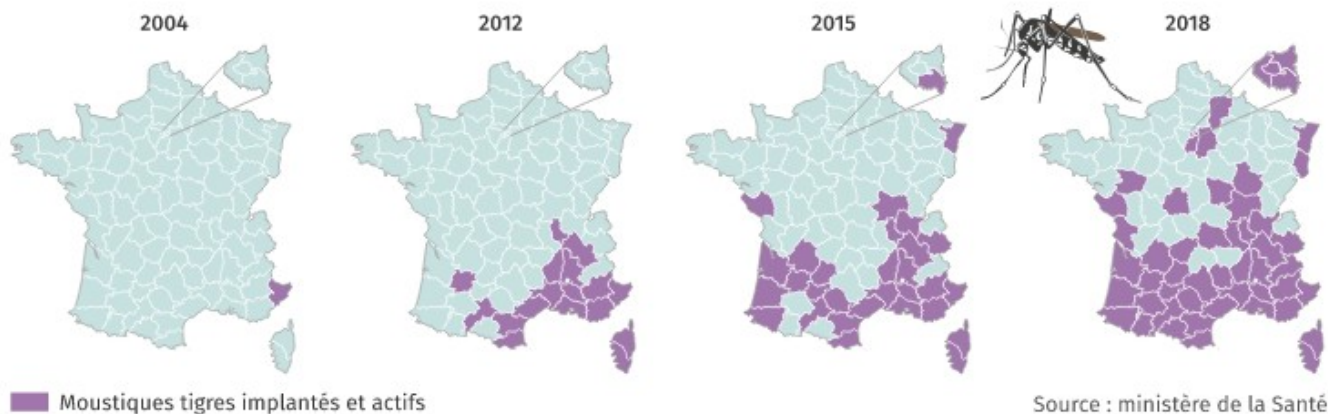 2004
2012
2015
2018
Moustiques tigres implantés et actifs
Source : ministère de la Santé